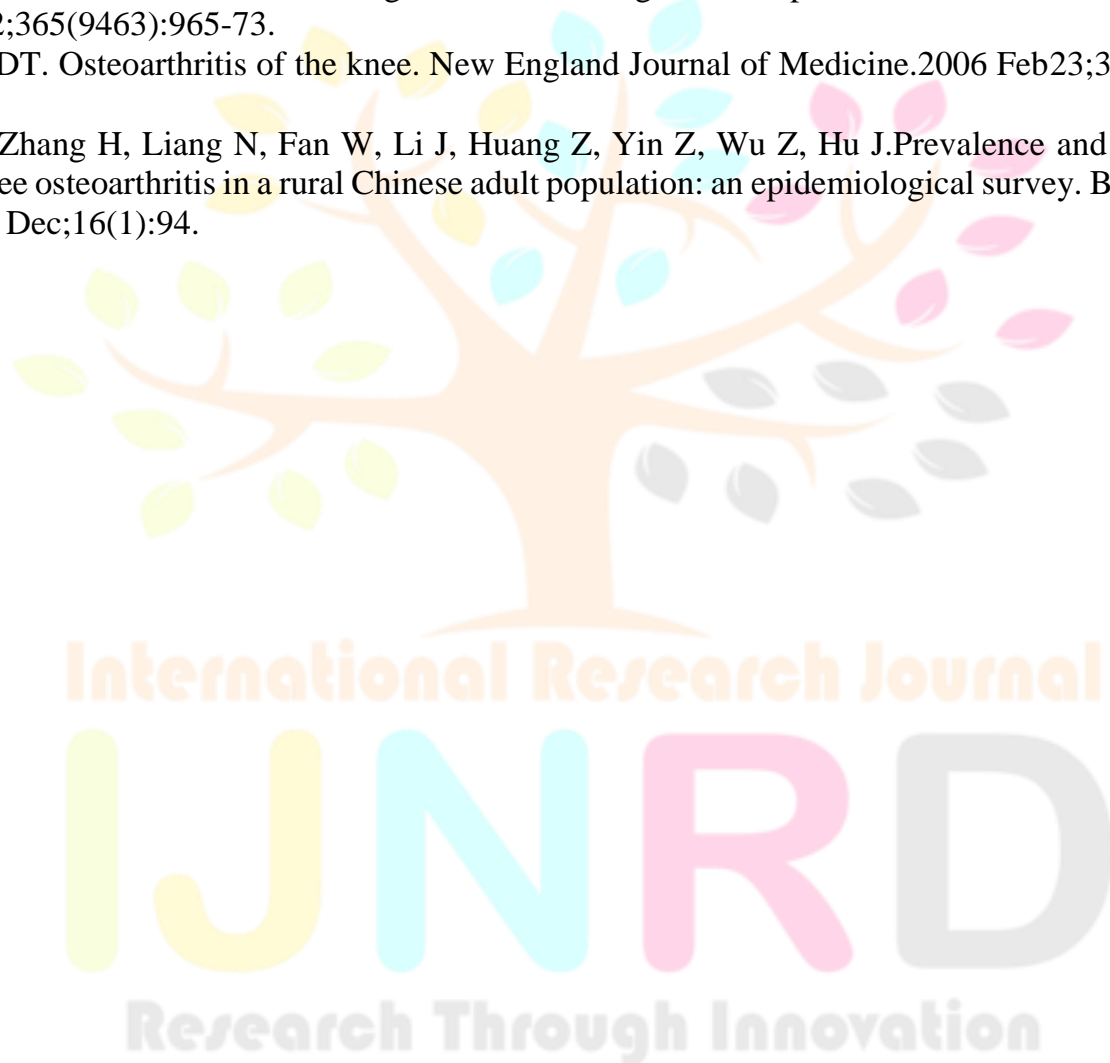 2;365(9463):965-73.
DT. Osteoarthritis of the knee. New England Journal of Medicine.2006 Feb23;3
Zhang H, Liang N, Fan W, Li J, Huang Z, Yin Z, Wu Z, Hu J.Prevalence and
ee osteoarthritis in a rural Chinese adult population: an epidemiological survey. B
Dec;16(1):94.
International Research Journal
IJNRD
Research Through Innovation